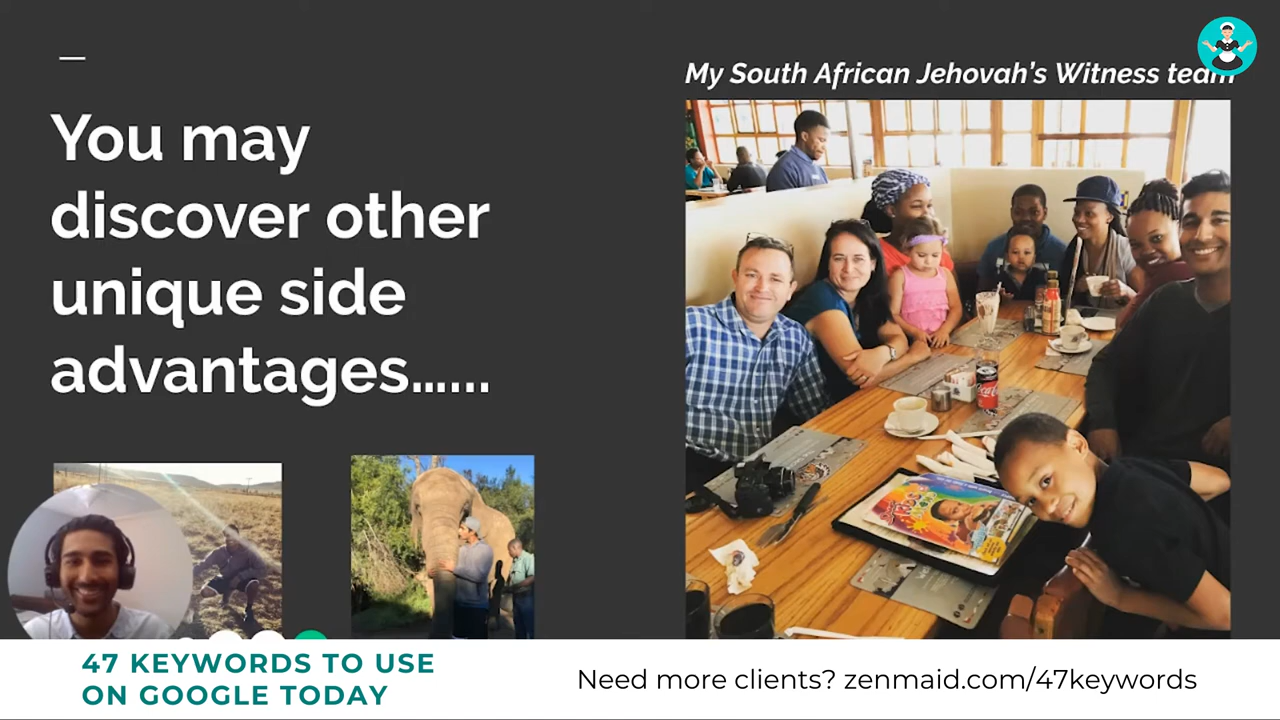 My South African Jehovah's Witness team
You may
discover other
unique side
advantages......
47 KEYWORDS TO USE
ON GOOGLE TODAY
Need more clients? zenmaid.com/47keywords